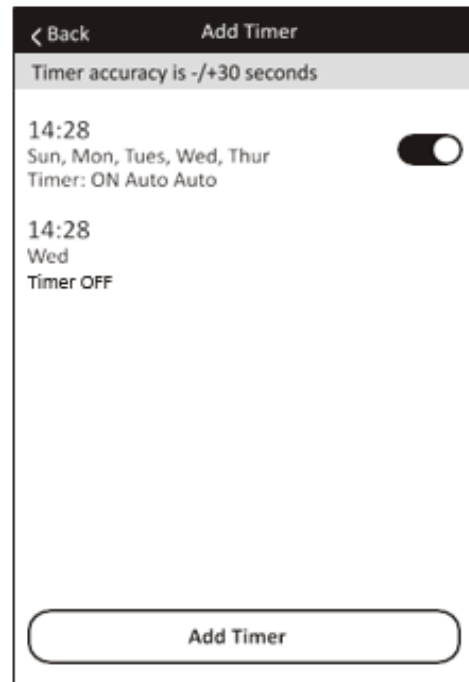 Back Add Timer
Timer accuracy is -/+30 seconds
14:28
Sun, Mon, Tues, Wed, Thur
Timer: ON Auto Auto
14:28
Wed
Timer OFF
Add Timer